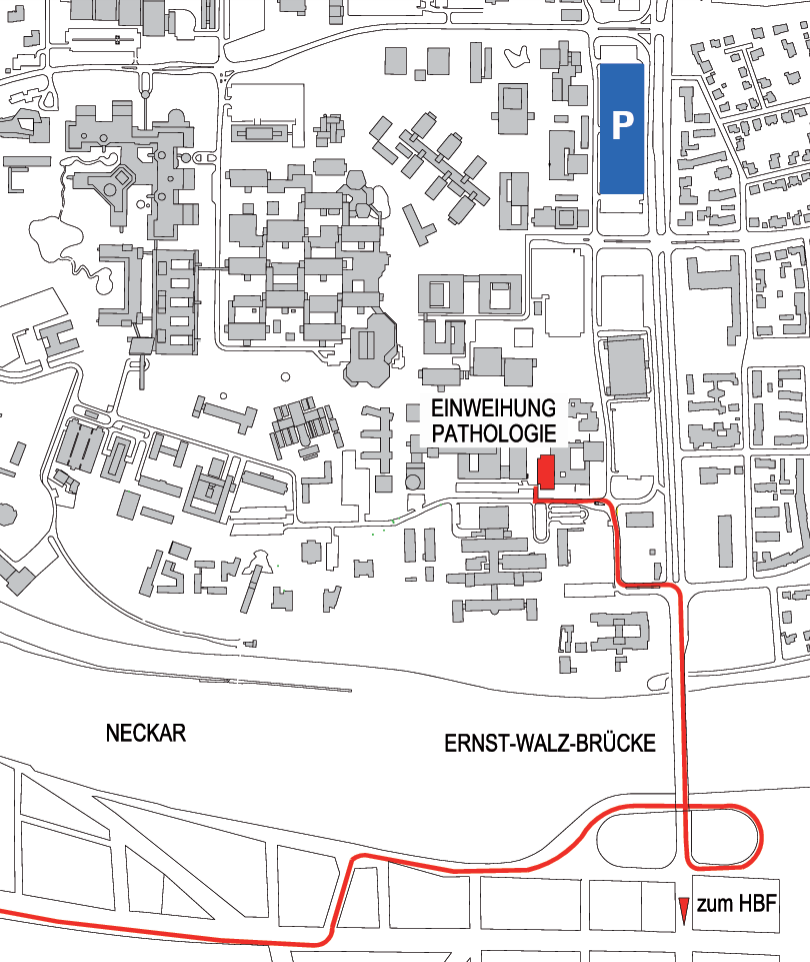 P
EINWEIHUNG
PATHOLOGIE
NECKAR
ERNST-WALZ-BRÜCKE
zum HBF